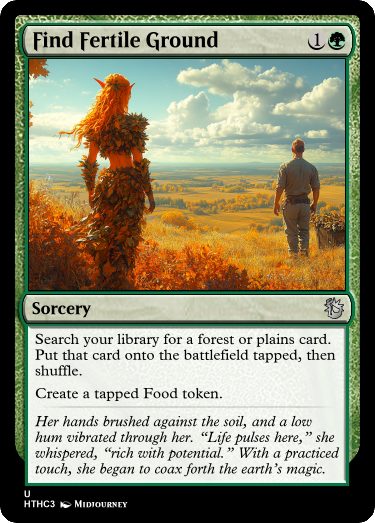 Find Fertile Ground 1
Sorcery
Search your library for a forest or plains card.
Put that card onto the battlefield tapped, then
shuffle.
Create a tapped Food token.
Her hands brushed against the soil, and a low
hum vibrated through her. “Life pulses here,” she
whispered, “rich with potential.” With a practiced
touch, she began to coax forth the earth’s magic.
U
HTHC3 Midjourney